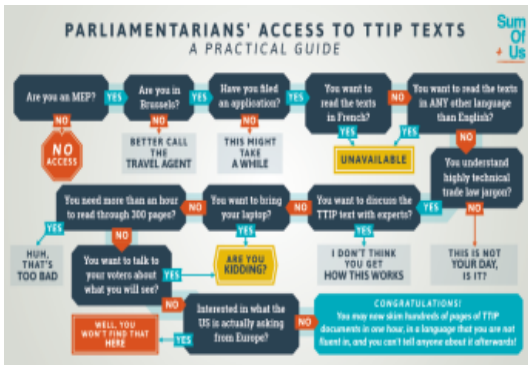 PARLIAMENTARIANS' ACCESS TO TTIP TEXTS
A PRACTICAL GUIDE
Sum
Of
Us
Are you an MEP?
YES
Are you in
Brussels?
YES
Have you filed
an application?
YES
You want to
read the texts
in French?
NO
You want to read the texts
in ANY other language
than English?
NO
NO
ACCESS
NO
BETTER CALL
THE
TRAVEL AGENT
NO
THIS MIGHT
TAKE
A WHILE
YES
YES
UNAVAILABLE
NO
You understand
highly technical
trade law jargon?
You need more than an hour
to read through 300 pages?
NO
You want to bring
your laptop?
NO
You want to discuss the
TTIP text with experts?
YES
YES
HUH,
THAT'S
TOO BAD
NO
You want to talk to
your voters about
what you will see?
YES
YES
ARE YOU
KIDDING?
YES
I DON'T THINK
YOU GET
HOW THIS WORKS
NO
THIS IS NOT
YOUR DAY,
IS IT?
NO
Interested in what the
US is actually asking
from Europe?
NO
YES
WELL, YOU
WON'T FIND THAT
HERE
CONGRATULATIONS!
You may now skim hundreds of pages of TTIP
documents in one hour, in a language that you are not
fluent in, and you can't tell anyone about it afterwards!